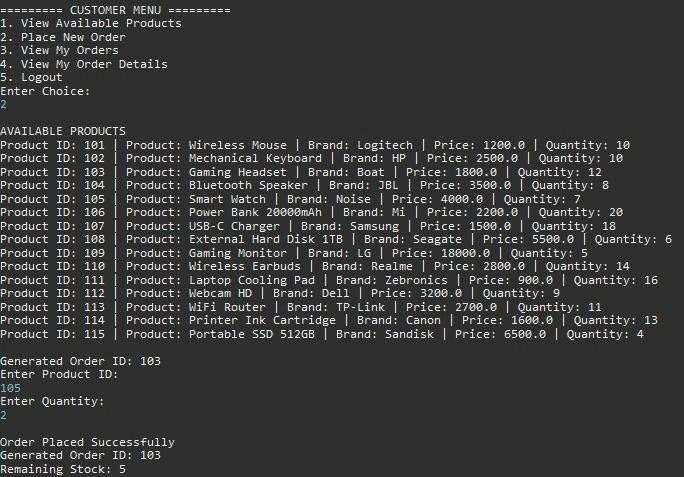 ========= CUSTOMER MENU =========
1. View Available Products
2. Place New Order
3. View My Orders
4. View My Order Details
5. Logout
Enter Choice:
2
AVAILABLE PRODUCTS
Product ID: 101 | Product: Wireless Mouse | Brand: Logitech | Price: 1200.0 | Quantity: 10
Product ID: 102 | Product: Mechanical Keyboard | Brand: HP | Price: 2500.0 | Quantity: 10
Product ID: 103 | Product: Gaming Headset | Brand: Boat | Price: 1800.0 | Quantity: 12
Product ID: 104 | Product: Bluetooth Speaker | Brand: JBL | Price: 3500.0 | Quantity: 8
Product ID: 105 | Product: Smart Watch | Brand: Noise | Price: 4000.0 | Quantity: 7
Product ID: 106 | Product: Power Bank 20000mAh | Brand: Mi | Price: 2200.0 | Quantity: 20
Product ID: 107 | Product: USB-C Charger | Brand: Samsung | Price: 1500.0 | Quantity: 18
Product ID: 108 | Product: External Hard Disk 1TB | Brand: Seagate | Price: 5500.0 | Quantity: 6
Product ID: 109 | Product: Gaming Monitor | Brand: LG | Price: 18000.0 | Quantity: 5
Product ID: 110 | Product: Wireless Earbuds | Brand: Realme | Price: 2800.0 | Quantity: 14
Product ID: 111 | Product: Laptop Cooling Pad | Brand: Zebronics | Price: 900.0 | Quantity: 16
Product ID: 112 | Product: Webcam HD | Brand: Dell | Price: 3200.0 | Quantity: 9
Product ID: 113 | Product: WiFi Router | Brand: TP-Link | Price: 2700.0 | Quantity: 11
Product ID: 114 | Product: Printer Ink Cartridge | Brand: Canon | Price: 1600.0 | Quantity: 13
Product ID: 115 | Product: Portable SSD 512GB | Brand: Sandisk | Price: 6500.0 | Quantity: 4
Generated Order ID: 103
Enter Product ID:
105
Enter Quantity:
2
Order Placed Successfully
Generated Order ID: 103
Remaining Stock: 5